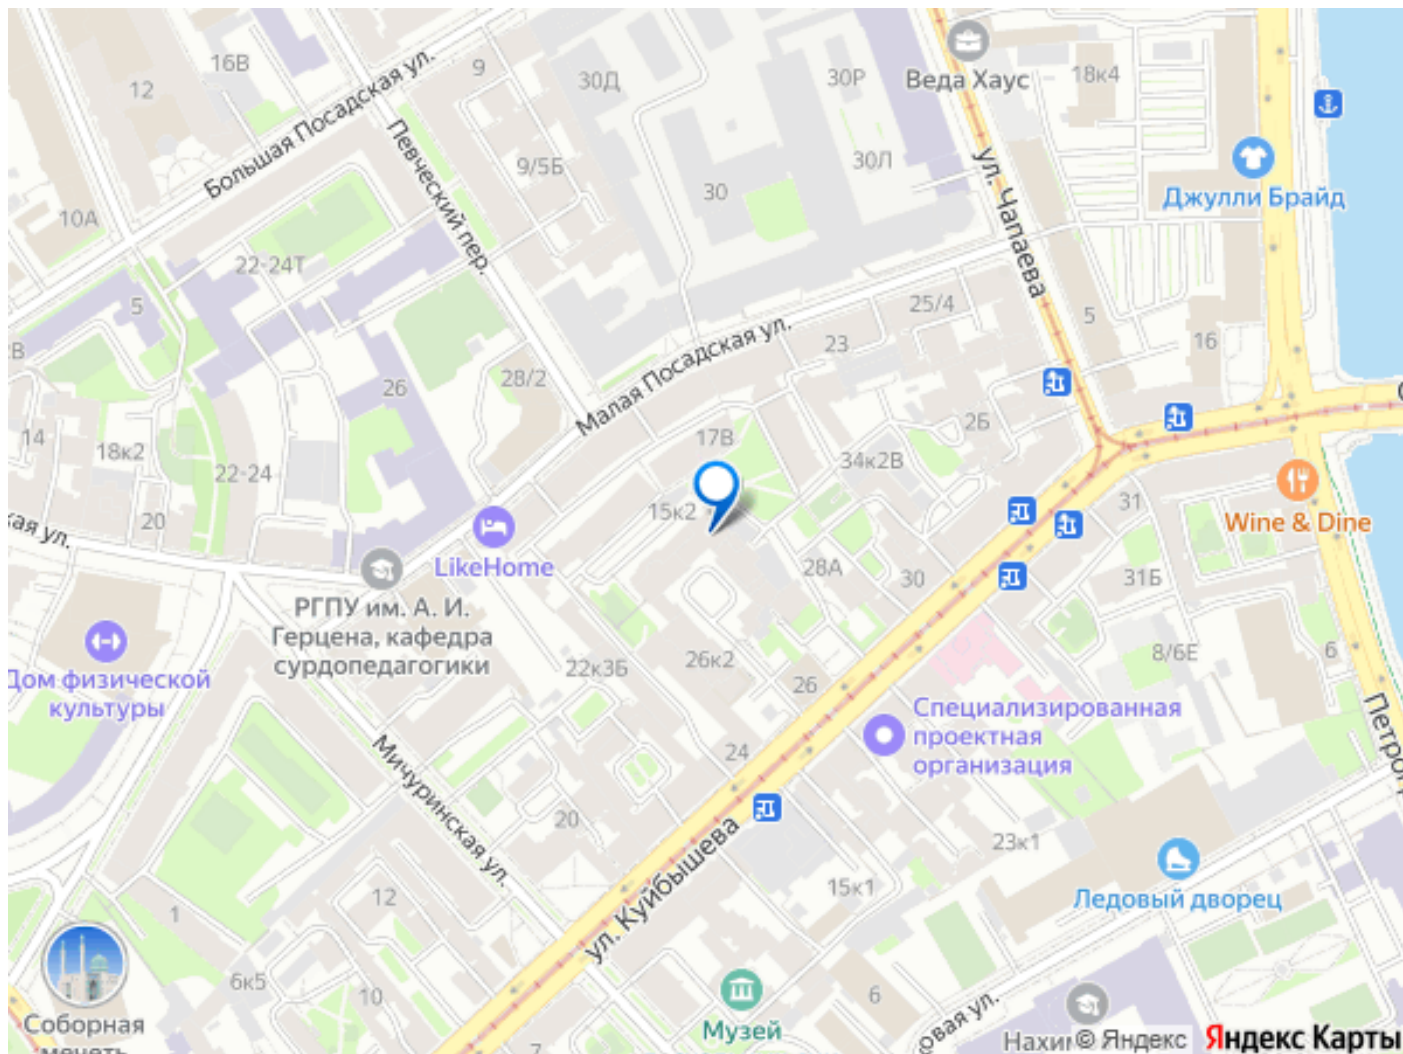 9
12
16В
30Д
30Р
Веда Хаус
18к4
Большая Посадская ул.
Певческий пер.
9/5Б
30Л
30
ул. Чапаева
Джулли Брайд
10А
22-24Т
5
25/4
5
16
23
Малая Посадская ул.
28/2
26
14
18к2
22-24
20
17В
2Б
34к2В
15к2
31
Wine & Dine
LikeHome
28А
30
31Б
РГПУ им. А. И.
Герцена, кафедра
сурдопедагогики
Дом физической
культуры
22к3Б
26к2
26
8/6Е
6
Специализированная
проектная
организация
24
Мичуринская ул.
20
ул. Куйбышева
23к1
15к1
12
1
Ледовый дворец
6к5
10
7
6
Музей
Соборная
мечеть
© Яндекс
Яндекс Карты